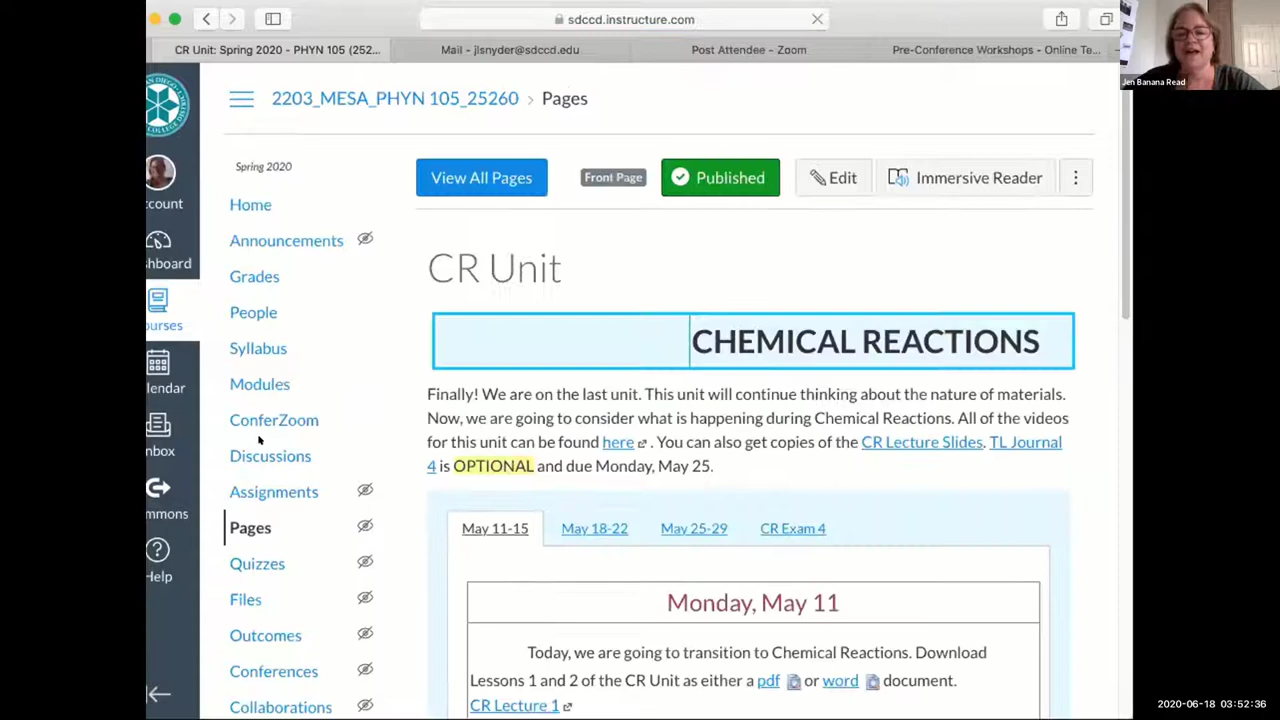 sdccd.instructure.com
CR Unit: Spring 2020 - PHYN 105 (252...
Mail - jlsnyder@sdccd.edu
Post Attendee - Zoom
Pre-Conference Workshops - Online Te...
Jen Banana Read
2203_MESA_PHYN 105_25260 > Pages
Spring 2020
Home
Announcements
Grades
People
Syllabus
Modules
ConferZoom
Discussions
Assignments
Pages
Quizzes
Files
Outcomes
Conferences
Collaborations
ccount
hboard
ourses
lendar
nbox
mmons
Help
View All Pages
Front Page
Published
Edit
Immersive Reader
CR Unit
CHEMICAL REACTIONS
Finally! We are on the last unit. This unit will continue thinking about the nature of materials.
Now, we are going to consider what is happening during Chemical Reactions. All of the videos
for this unit can be found here . You can also get copies of the CR Lecture Slides. TL Journal
4 is OPTIONAL and due Monday, May 25.
May 11-15
May 18-22
May 25-29
CR Exam 4
Monday, May 11
Today, we are going to transition to Chemical Reactions. Download
Lessons 1 and 2 of the CR Unit as either a pdf or word document.
CR Lecture 1
2020-06-18 03:52:36